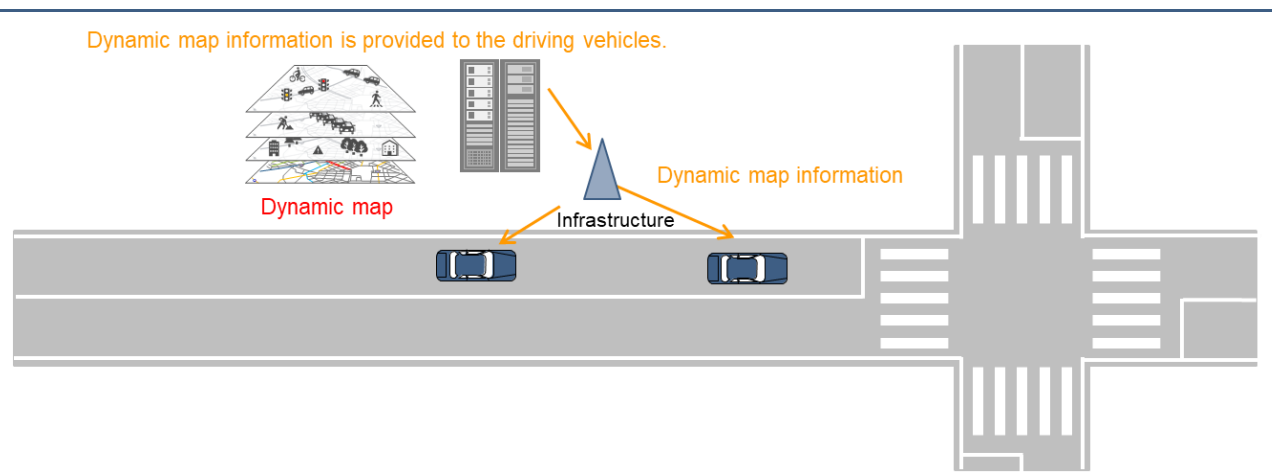 Dynamic map information is provided to the driving vehicles.
Dynamic map information
Dynamic map
Infrastructure